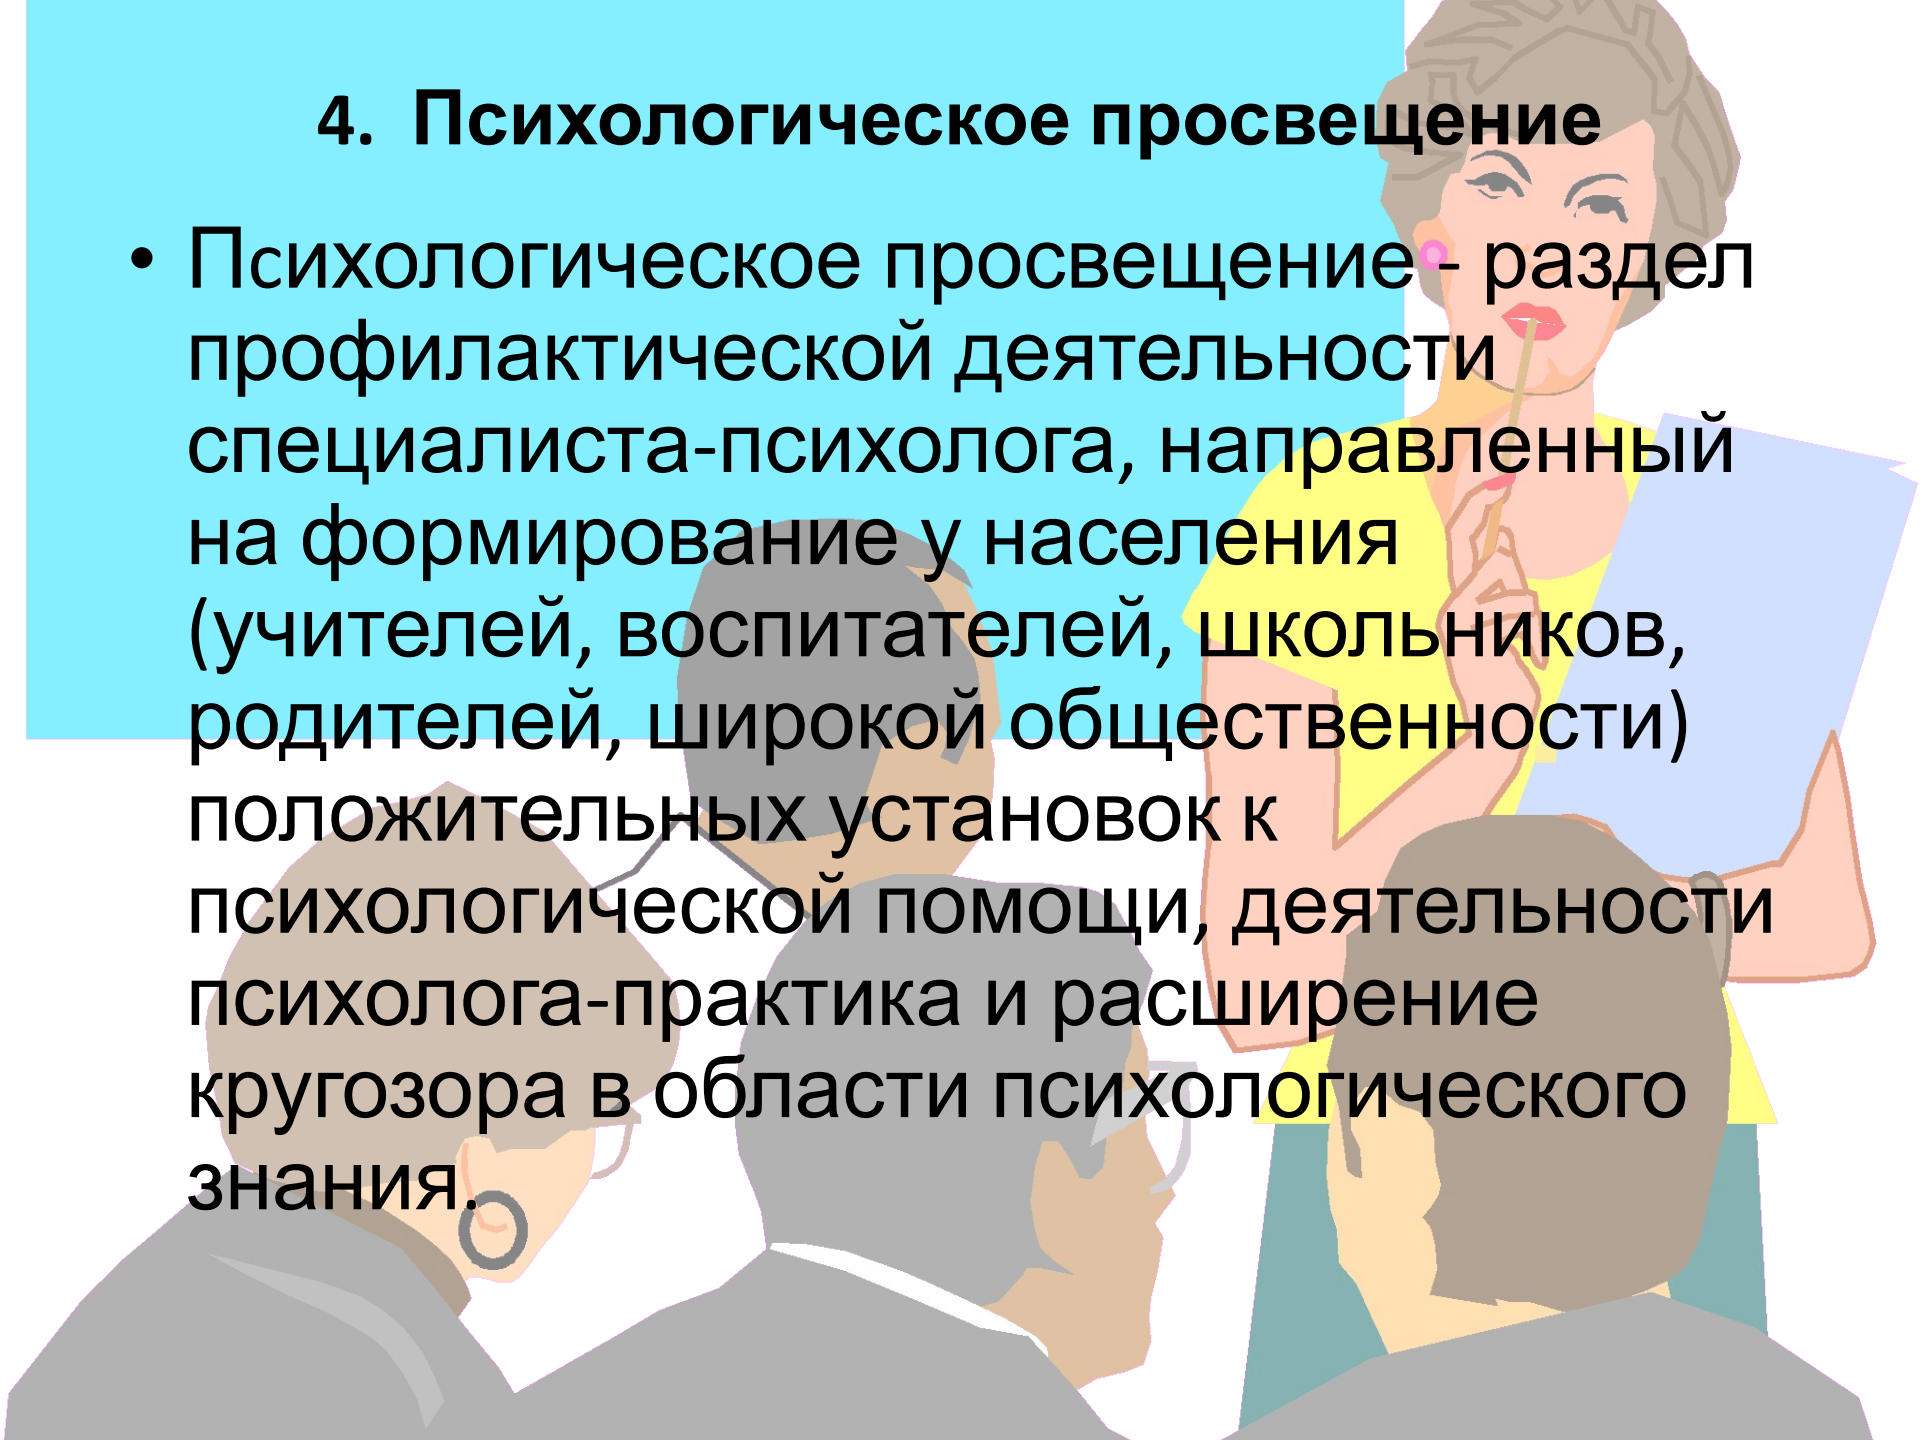 4. Психологическое просвещение
• Психологическое просвещение - раздел
профилактической деятельности
специалиста-психолога, направленный
на формирование у населения
(учителей, воспитателей, школьников,
родителей, широкой общественности)
положительных установок к
психологической помощи, деятельности
психолога-практика и расширение
кругозора в области психологического
знания.